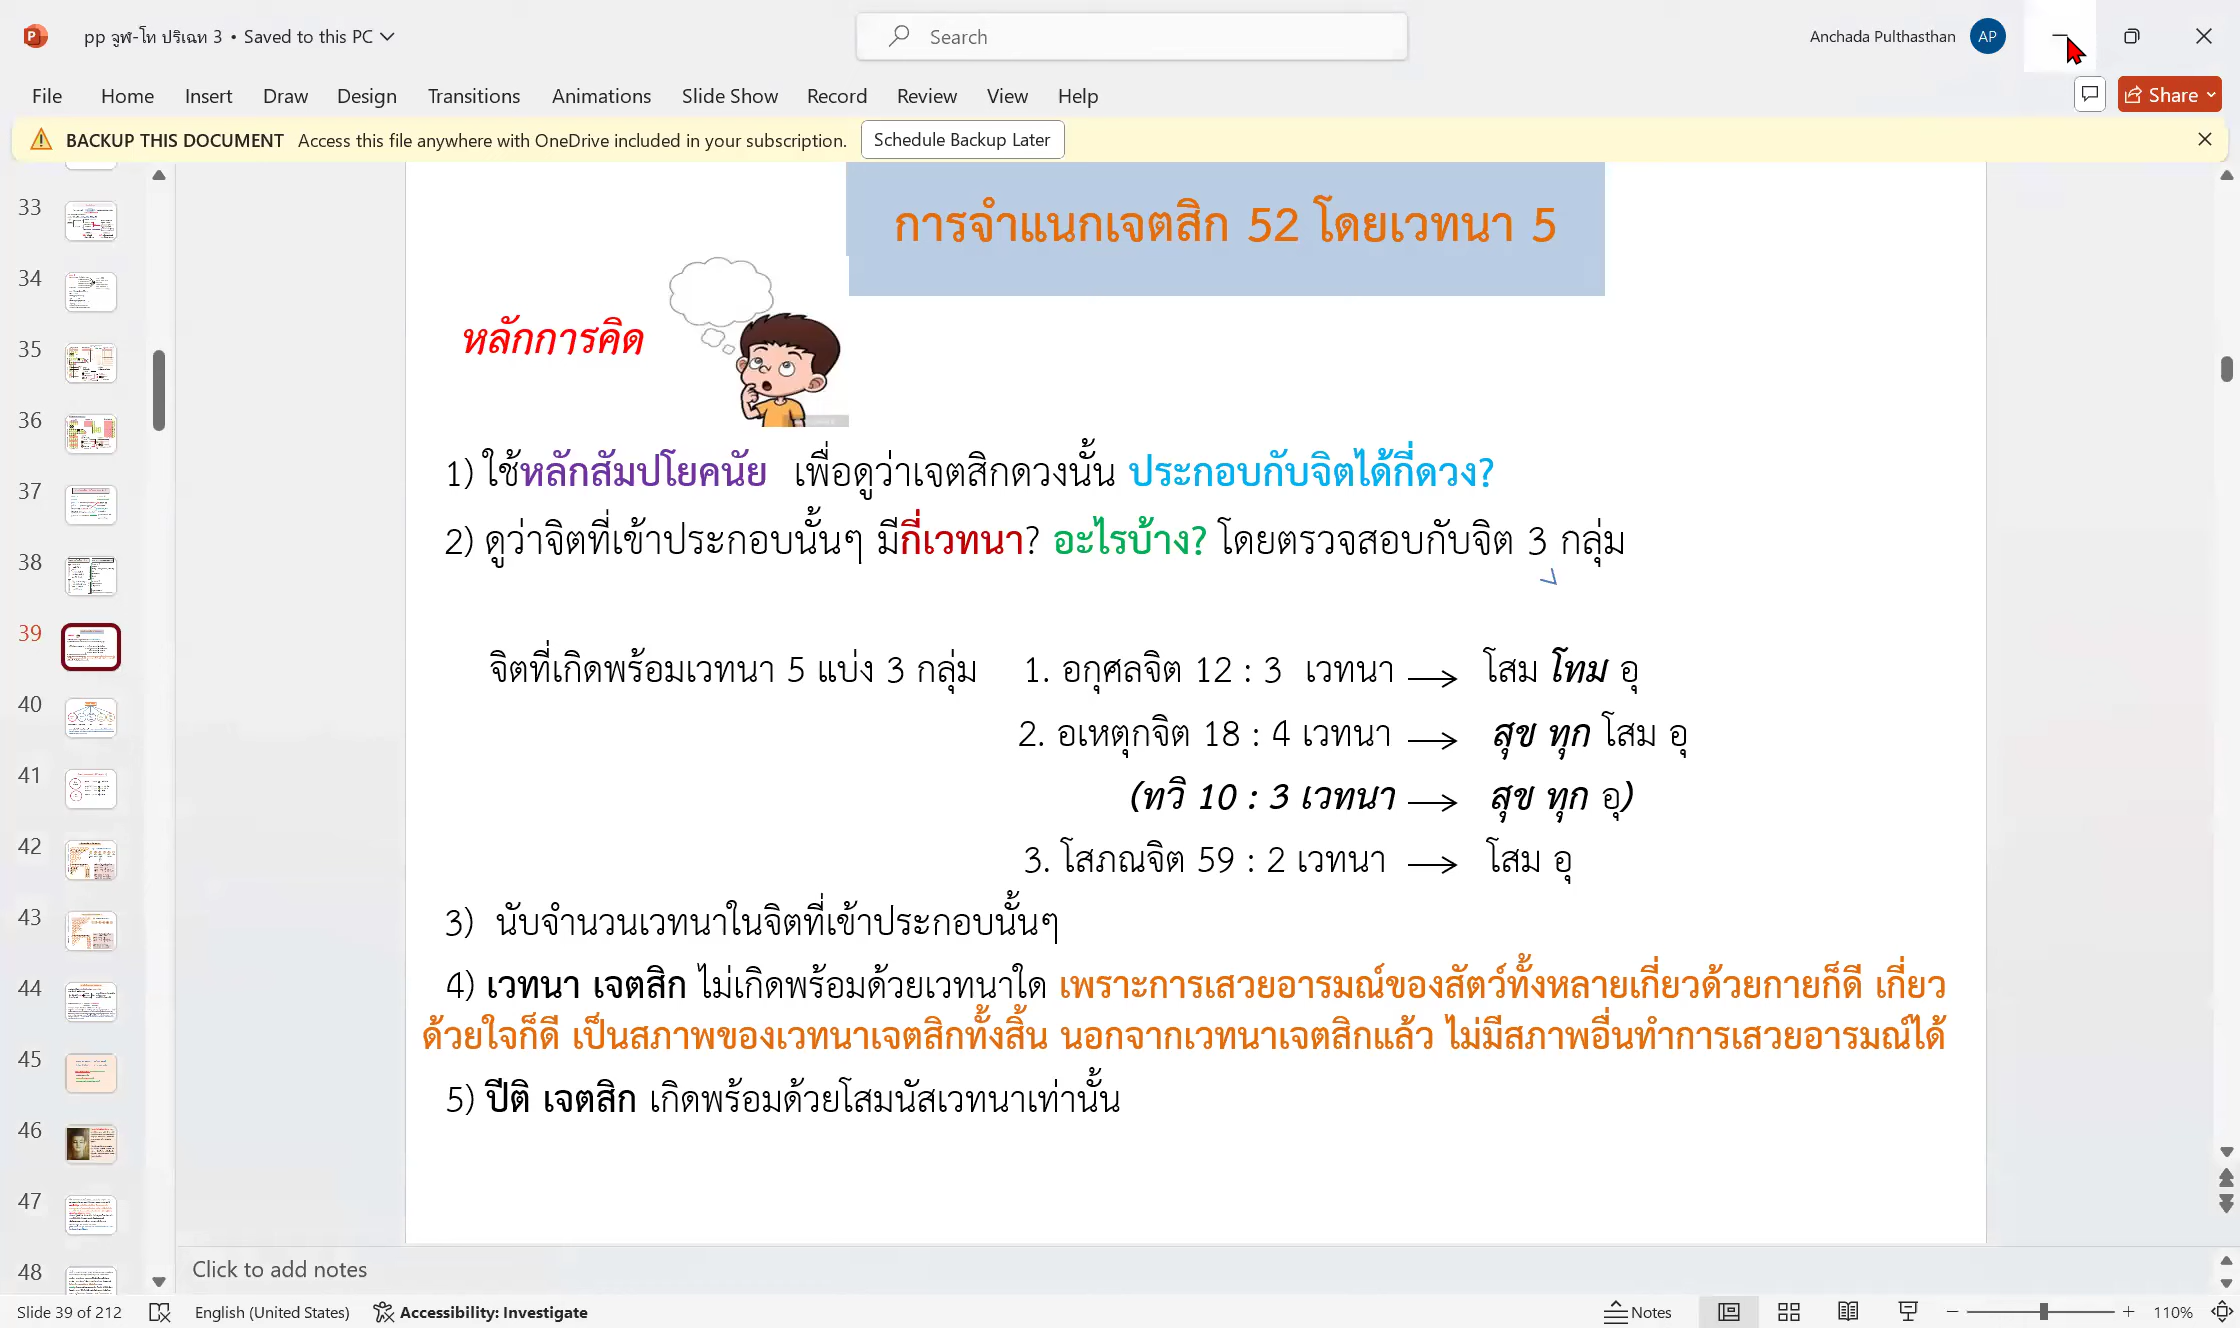 pp จูฬ-โท ปริเฉท 3 • Saved to this PC
Search
Anchada Pulthasthan
AP
File Home Insert Draw Design Transitions Animations Slide Show Record Review View Help
Share
BACKUP THIS DOCUMENT Access this file anywhere with OneDrive included in your subscription. Schedule Backup Later
33
34
35
36
37
38
39
40
41
42
43
44
45
46
47
48
การจำแนกเจตสิก 52 โดยเวทนา 5
หลักการคิด
1) ใช้หลักสัมปโยคนัย เพื่อดูว่าเจตสิกดวงนั้น ประกอบกับจิตได้กี่ดวง?
2) ดูว่าจิตที่เข้าประกอบนั้นๆ มีกี่เวทนา? อะไรบ้าง? โดยตรวจสอบกับจิต 3 กลุ่ม
จิตที่เกิดพร้อมเวทนา 5 แบ่ง 3 กลุ่ม 1. อกุศลจิต 12 : 3 เวทนา → โสม โทม อุ
2. อเหตุกจิต 18 : 4 เวทนา → สุข ทุก โสม อุ
(ทวิ 10 : 3 เวทนา → สุข ทุก อุ)
3. โสภณจิต 59 : 2 เวทนา → โสม อุ
3) นับจำนวนเวทนาในจิตที่เข้าประกอบนั้นๆ
4) เวทนา เจตสิก ไม่เกิดพร้อมด้วยเวทนาใด เพราะการเสวยอารมณ์ของสัตว์ทั้งหลายเกี่ยวด้วยกายก็ดี เกี่ยว
ด้วยใจก็ดี เป็นสภาพของเวทนาเจตสิกทั้งสิ้น นอกจากเวทนาเจตสิกแล้ว ไม่มีสภาพอื่นทำการเสวยอารมณ์ได้
5) ปีติ เจตสิก เกิดพร้อมด้วยโสมนัสเวทนาเท่านั้น
Click to add notes
Slide 39 of 212 English (United States) Accessibility: Investigate Notes 110%